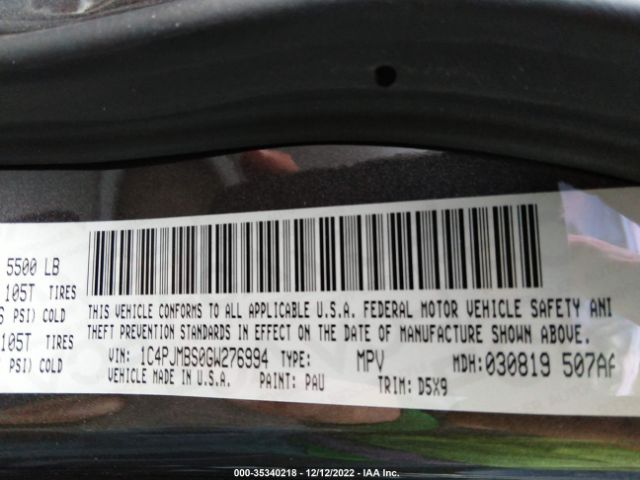 5500 LB
105T TIRES
PSI) COLD
105T TIRES
PSI) COLD
THIS VEHICLE CONFORMS TO ALL APPLICABLE U.S.A. FEDERAL MOTOR VEHICLE SAFETY AND
THEFT PREVENTION STANDARDS IN EFFECT ON THE DATE OF MANUFACTURE SHOWN ABOVE.
VIN: 1C4PJMBS0GW276994 TYPE: MPV MDH:030819 507AA
VEHICLE MADE IN U.S.A. PAINT: PAU TRIM: D5X9
000-35340218 - 12/12/2022 - IAA Inc.